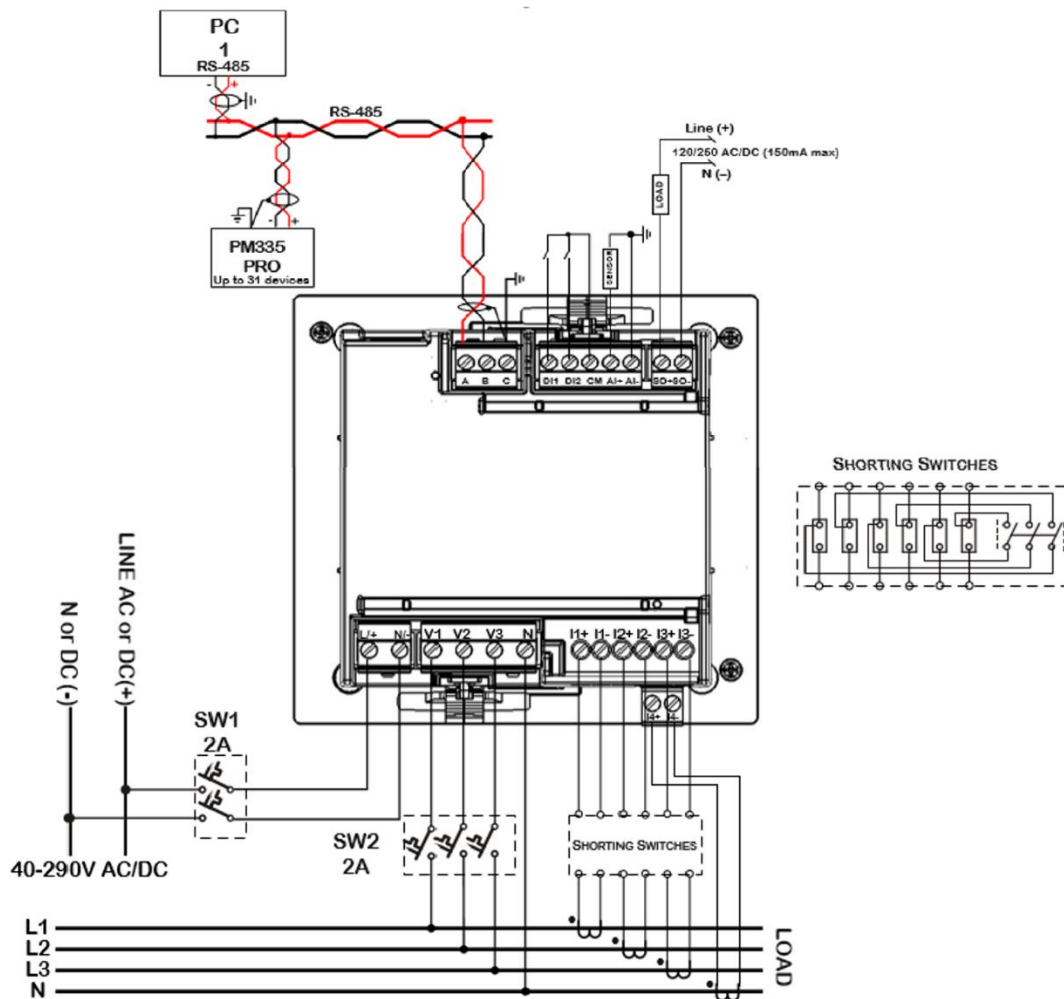 PC
1
RS-485
- +
RS-485
Line (+)
120/250 AC/DC (150mA max)
N (–)
LOAD
- +
PM335
PRO
Up to 31 devices
SENSOR
A B C
DI1 DI2 CM AI+ AI-
SO+ SO-
SHORTING SWITCHES
N or DC (-)
LINE AC or DC(+)
L/+ N/-
V1 V2 V3 N
I1+ I1- I2+ I2- I3+ I3-
I4+ I4-
SW1
2A
SW2
2A
SHORTING SWITCHES
40-290V AC/DC
L1
L2
L3
N
LOAD